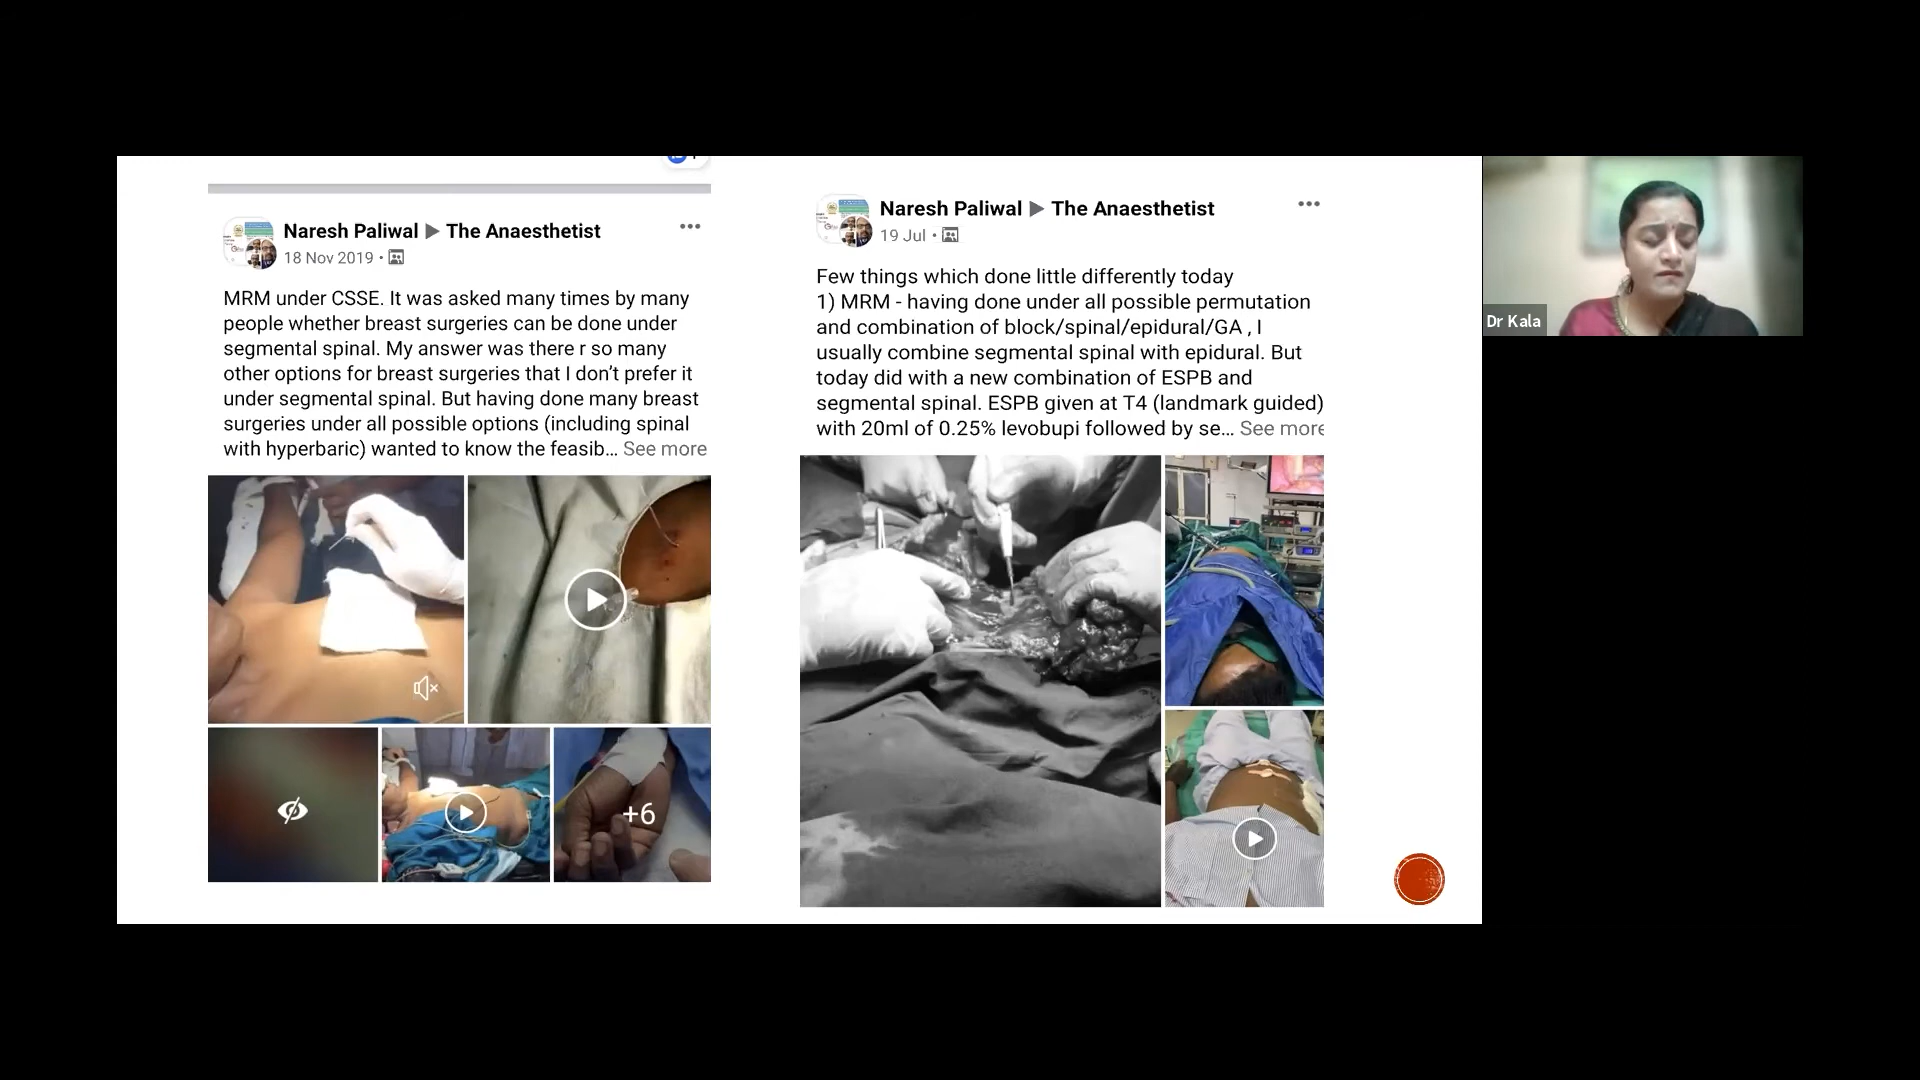 Naresh Paliwal ▶ The Anaesthetist
18 Nov 2019 •
MRM under CSSE. It was asked many times by many
people whether breast surgeries can be done under
segmental spinal. My answer was there r so many
other options for breast surgeries that I don’t prefer it
under segmental spinal. But having done many breast
surgeries under all possible options (including spinal
with hyperbaric) wanted to know the feasib... See more
+6
Naresh Paliwal ▶ The Anaesthetist
19 Jul •
Few things which done little differently today
1) MRM - having done under all possible permutation
and combination of block/spinal/epidural/GA , I
usually combine segmental spinal with epidural. But
today did with a new combination of ESPB and
segmental spinal. ESPB given at T4 (landmark guided)
with 20ml of 0.25% levobupi followed by se... See more
Dr Kala